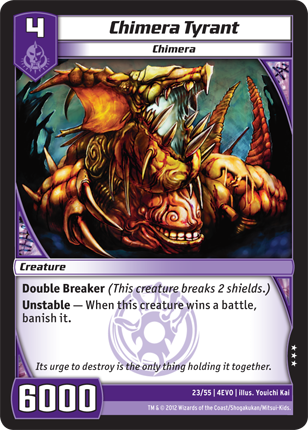 4
Chimera Tyrant
Chimera
Creature
Double Breaker (This creature breaks 2 shields.)
Unstable — When this creature wins a battle,
banish it.
Its urge to destroy is the only thing holding it together.
6000
23/55 | 4EVO | illus. Youichi Kai
TM & © 2012 Wizards of the Coast/Shogakukan/Mitsui-Kids.